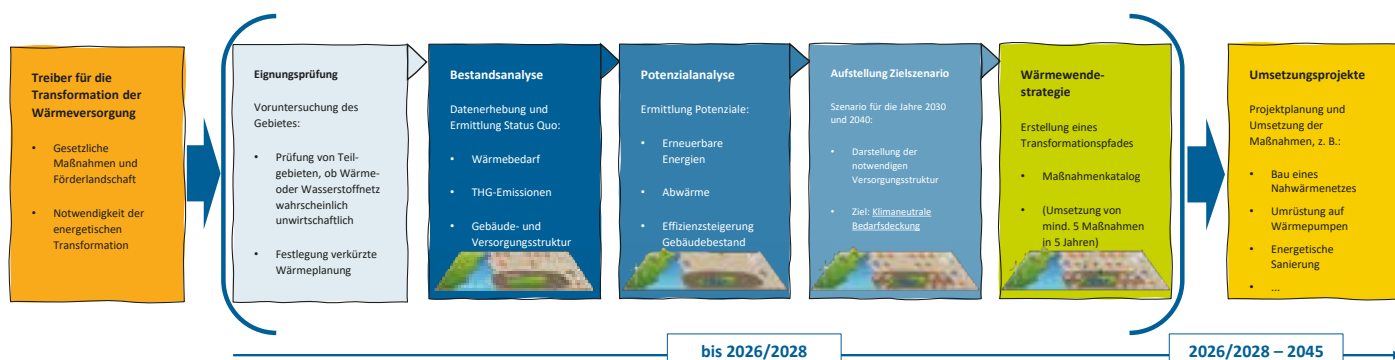 Treiber für die
Transformation der
Wärmeversorgung
• Gesetzliche
Maßnahmen und
Förderlandschaft
• Notwendigkeit der
energetischen
Transformation
Eignungsprüfung
Voruntersuchung des
Gebietes:
• Prüfung von Teil-
gebieten, ob Wärme-
oder Wasserstoffnetz
wahrscheinlich
unwirtschaftlich
• Festlegung verkürzte
Wärmeplanung
Bestandsanalyse
Datenerhebung und
Ermittlung Status Quo:
• Wärmebedarf
• THG-Emissionen
• Gebäude- und
Versorgungsstruktur
Potenzialanalyse
Ermittlung Potenziale:
• Erneuerbare
Energien
• Abwärme
• Effizienzsteigerung
Gebäudebestand
Aufstellung Zielszenario
Szenario für die Jahre 2030
und 2040:
• Darstellung der
notwendigen
Versorgungsstruktur
• Ziel: Klimaneutrale
Bedarfsdeckung
Wärmewende-
strategie
Erstellung eines
Transformationspfades
• Maßnahmenkatalog
• (Umsetzung von
mind. 5 Maßnahmen
in 5 Jahren)
Umsetzungsprojekte
Projektplanung und
Umsetzung der
Maßnahmen, z. B.:
• Bau eines
Nahwärmenetzes
• Umrüstung auf
Wärmepumpen
• Energetische
Sanierung
• ...
bis 2026/2028
2026/2028 – 2045